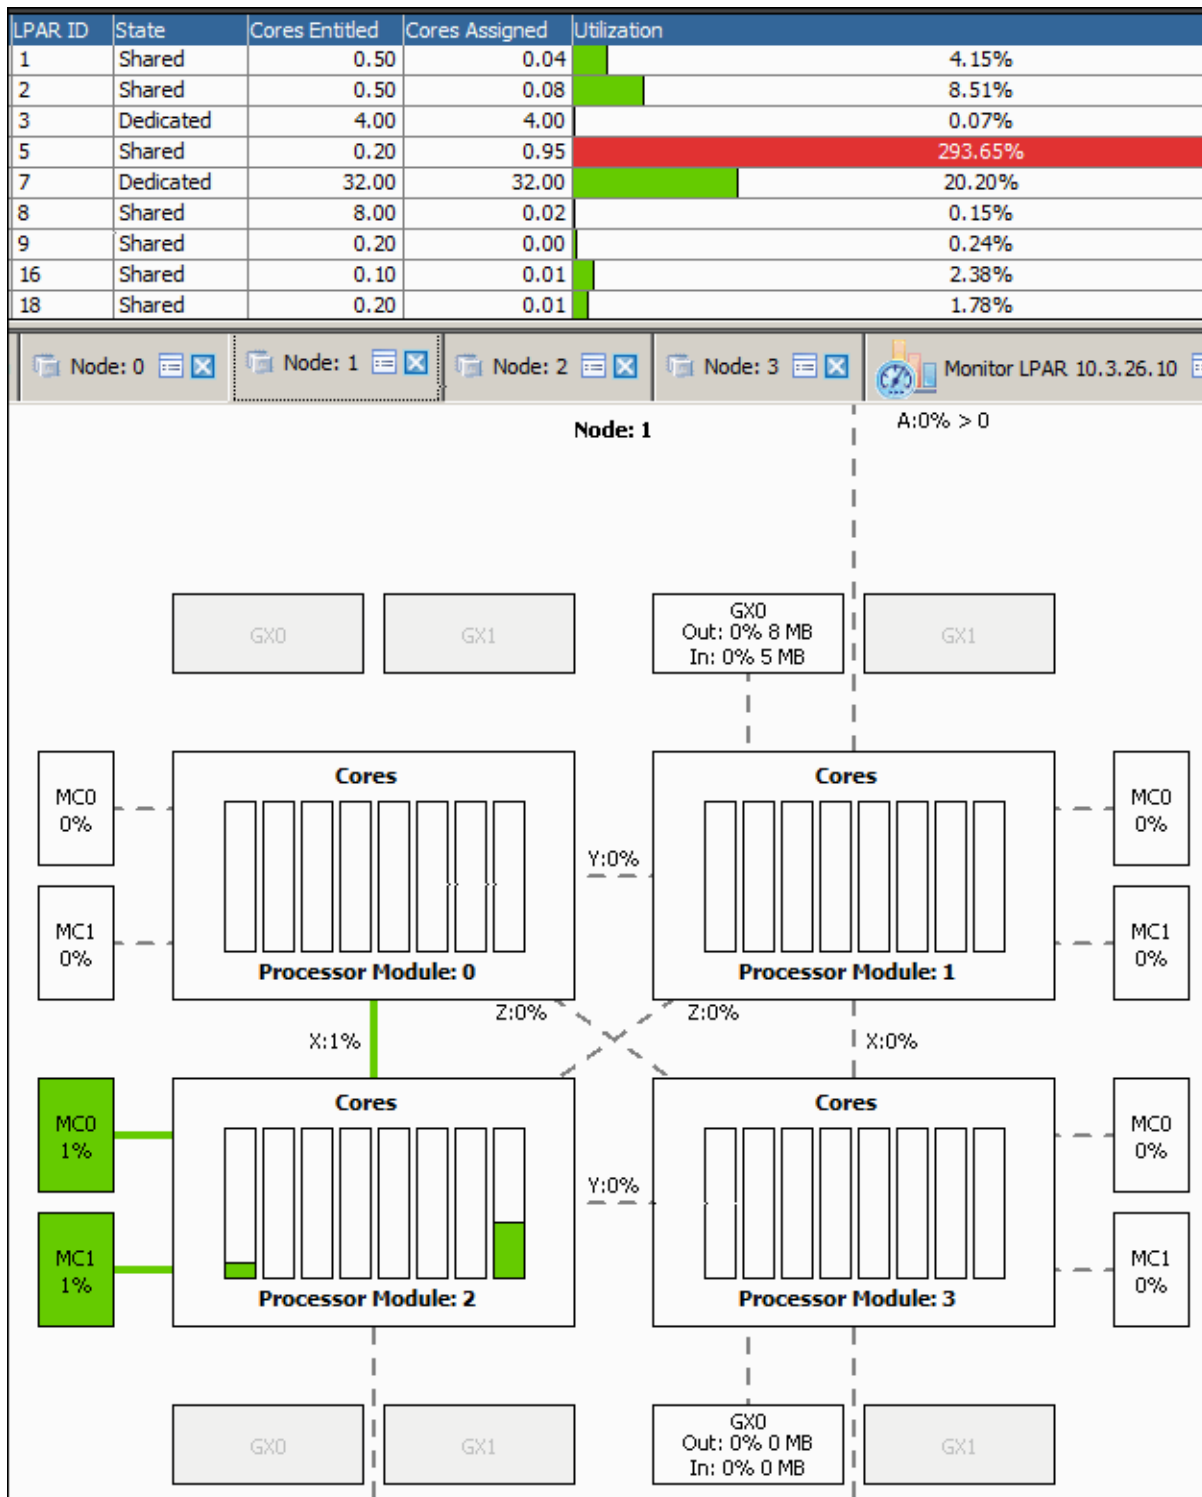 LPAR ID State Cores Entitled Cores Assigned Utilization
1 Shared 0.50 0.04 4.15%
2 Shared 0.50 0.08 8.51%
3 Dedicated 4.00 4.00 0.07%
5 Shared 0.20 0.95 293.65%
7 Dedicated 32.00 32.00 20.20%
8 Shared 8.00 0.02 0.15%
9 Shared 0.20 0.00 0.24%
16 Shared 0.10 0.01 2.38%
18 Shared 0.20 0.01 1.78%
Node: 0 Node: 1 Node: 2 Node: 3 Monitor LPAR 10.3.26.10
Node: 1
A:0% > 0
GX0
GX1
GX0
Out: 0% 8 MB
In: 0% 5 MB
GX1
MC0
0%
MC1
0%
Cores
Processor Module: 0
Y:0%
Cores
Processor Module: 1
MC0
0%
MC1
0%
X:1%
Z:0%
Z:0%
X:0%
MC0
1%
MC1
1%
Cores
Processor Module: 2
Y:0%
Cores
Processor Module: 3
MC0
0%
MC1
0%
GX0
GX1
GX0
Out: 0% 0 MB
In: 0% 0 MB
GX1